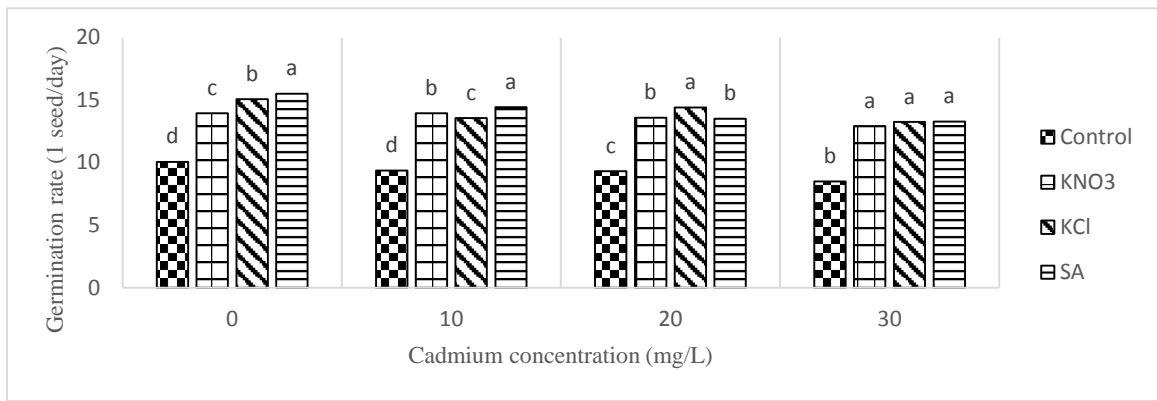 Germination rate (1 seed/day)
20
15
10
5
0
d c b a
d b c a
c b a b
b a a a
0 10 20 30
Cadmium concentration (mg/L)
Control
KNO3
KCl
SA